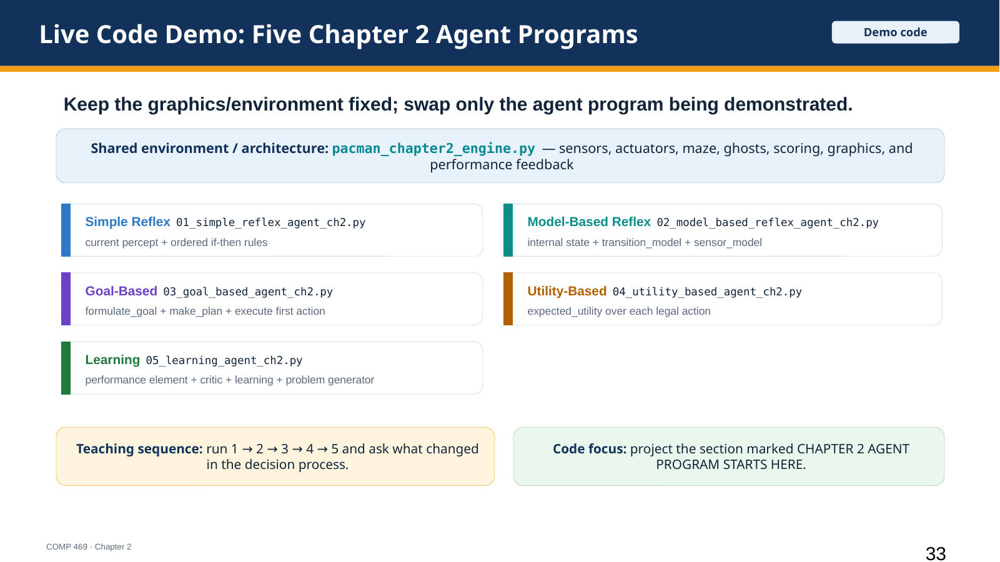 Live Code Demo: Five Chapter 2 Agent Programs
Demo code
Keep the graphics/environment fixed; swap only the agent program being demonstrated.
Shared environment / architecture: pacman_chapter2_engine.py — sensors, actuators, maze, ghosts, scoring, graphics, and
performance feedback
Simple Reflex 01_simple_reflex_agent_ch2.py
current percept + ordered if-then rules
Model-Based Reflex 02_model_based_reflex_agent_ch2.py
internal state + transition_model + sensor_model
Goal-Based 03_goal_based_agent_ch2.py
formulate_goal + make_plan + execute first action
Utility-Based 04_utility_based_agent_ch2.py
expected_utility over each legal action
Learning 05_learning_agent_ch2.py
performance element + critic + learning + problem generator
Teaching sequence: run 1 → 2 → 3 → 4 → 5 and ask what changed
in the decision process.
Code focus: project the section marked CHAPTER 2 AGENT
PROGRAM STARTS HERE.
COMP 469 · Chapter 2
33